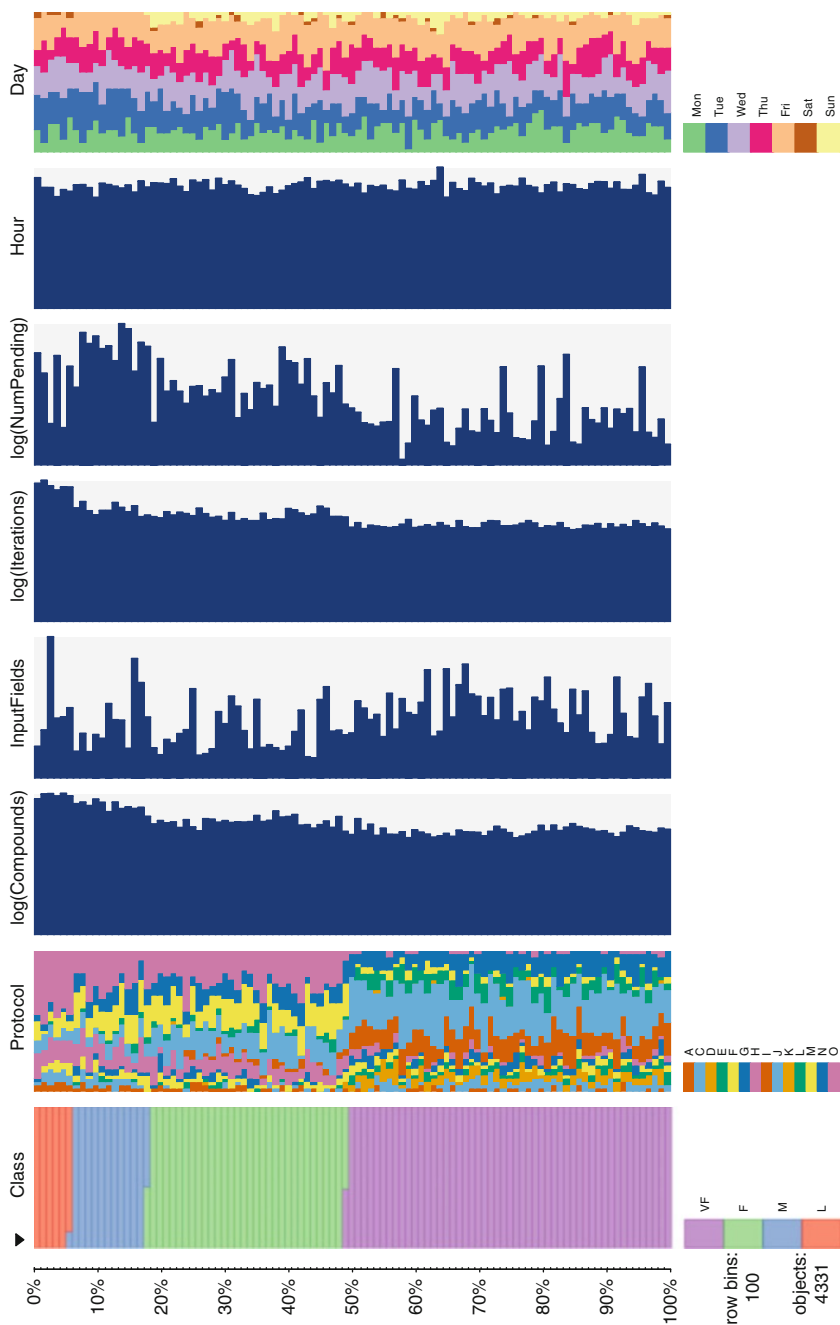 Class
Protocol
log(Compounds)
InputFields
log(Iterations)
log(NumPending)
Hour
Day
0%
10%
20%
30%
40%
50%
60%
70%
80%
90%
100%
row bins:
100
objects:
4331
VF
F
M
L
A
C
D
E
F
G
H
I
J
K
L
M
N
O
Mon
Tue
Wed
Thu
Fri
Sat
Sun